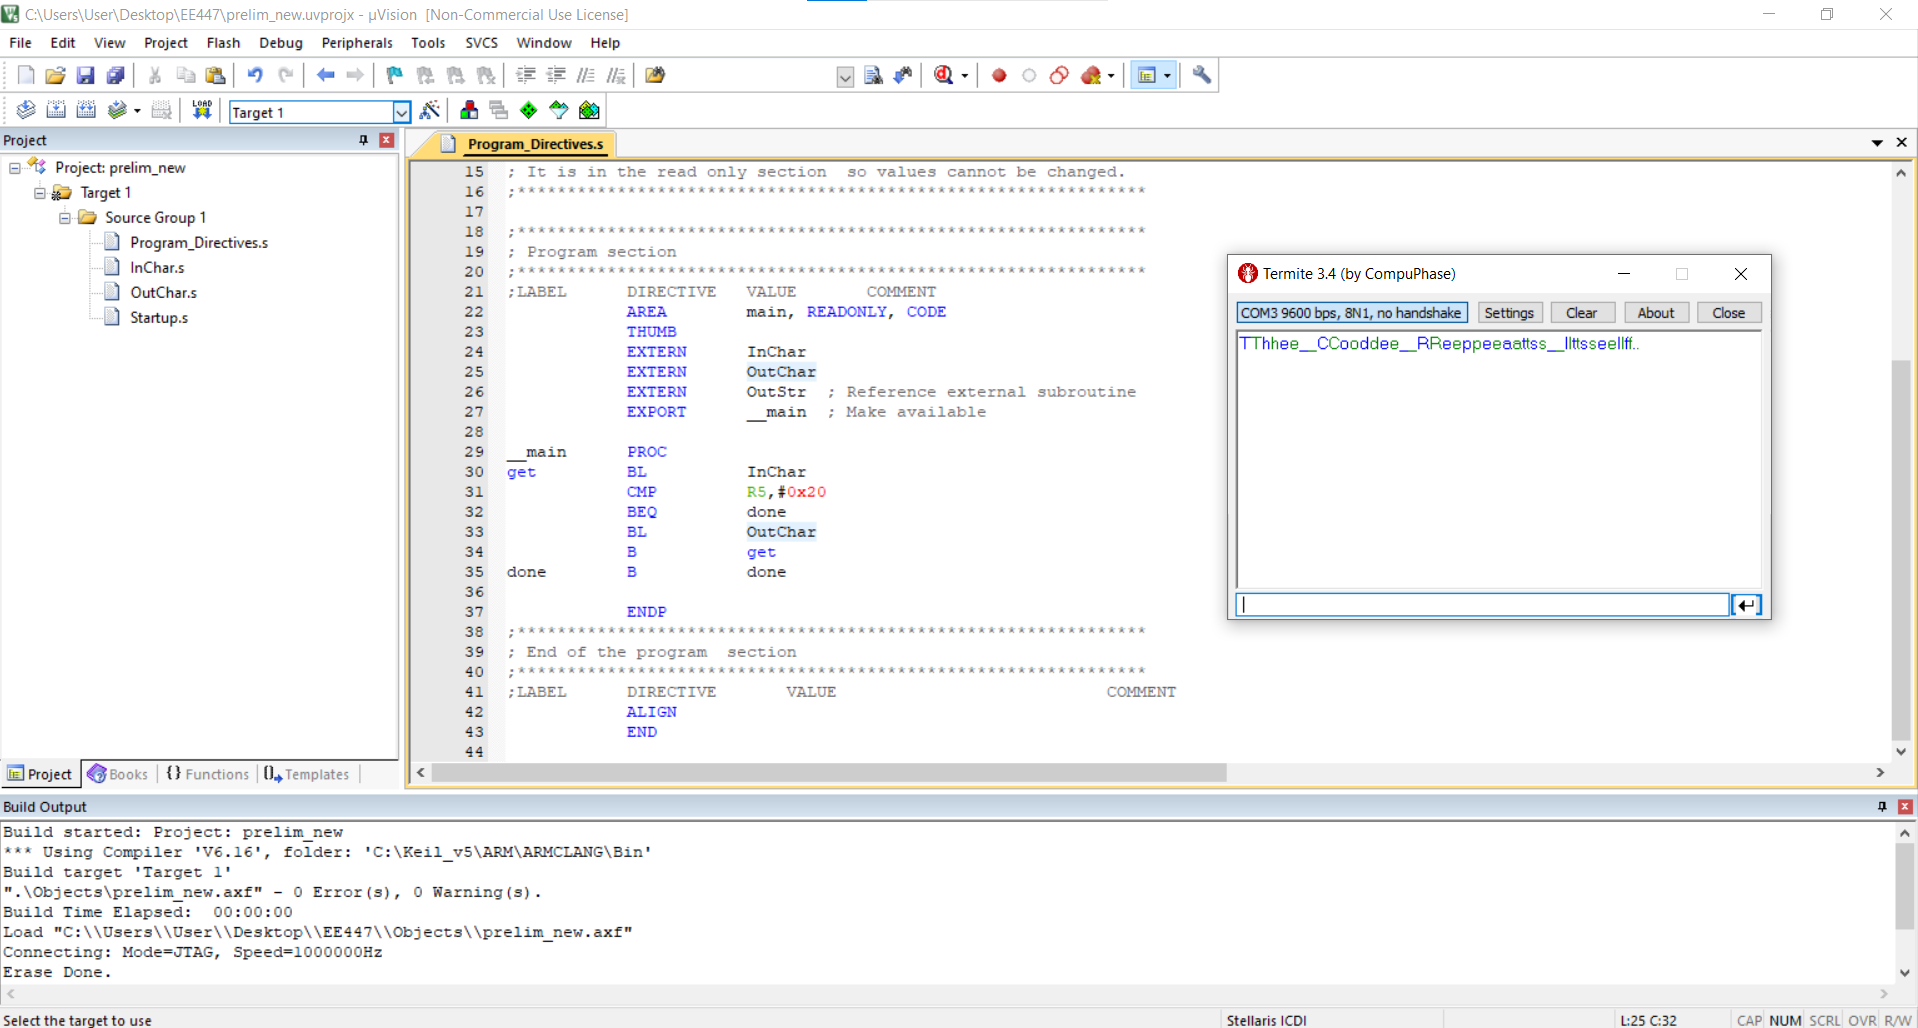 C:\Users\User\Desktop\EE447\prelim_new.uvprojx - µVision  [Non-Commercial Use License]
File Edit View Project Flash Debug Peripherals Tools SVCS Window Help
LOAD Target 1
Project
Program_Directives.s
Project: prelim_new
Target 1
Source Group 1
Program_Directives.s
InChar.s
OutChar.s
Startup.s
Project Books {} Functions Templates
15 ; It is in the read only section  so values cannot be changed.
16 ;***************************************************************
17
18 ;***************************************************************
19 ; Program section
20 ;***************************************************************
21 ;LABEL      DIRECTIVE   VALUE       COMMENT
22             AREA        main, READONLY, CODE
23             THUMB
24             EXTERN      InChar
25             EXTERN      OutChar
26             EXTERN      OutStr  ; Reference external subroutine
27             EXPORT      __main  ; Make available
28
29 __main      PROC
30 get         BL          InChar
31             CMP         R5,#0x20
32             BEQ         done
33             BL          OutChar
34             B           get
35 done        B           done
36
37             ENDP
38 ;***************************************************************
39 ; End of the program  section
40 ;***************************************************************
41 ;LABEL      DIRECTIVE       VALUE                           COMMENT
42             ALIGN
43             END
44
Termite 3.4 (by CompuPhase)
COM3 9600 bps, 8N1, no handshake Settings Clear About Close
TThhee__CCooddee__RReeppeeaattss__IIttsseellff..
Build Output
Build started: Project: prelim_new
*** Using Compiler 'V6.16', folder: 'C:\Keil_v5\ARM\ARMCLANG\Bin'
Build target 'Target 1'
".\Objects\prelim_new.axf" - 0 Error(s), 0 Warning(s).
Build Time Elapsed:  00:00:00
Load "C:\\Users\\User\\Desktop\\EE447\\Objects\\prelim_new.axf"
Connecting: Mode=JTAG, Speed=1000000Hz
Erase Done.
Select the target to use Stellaris ICDI L:25 C:32 CAP NUM SCRL OVR R/W